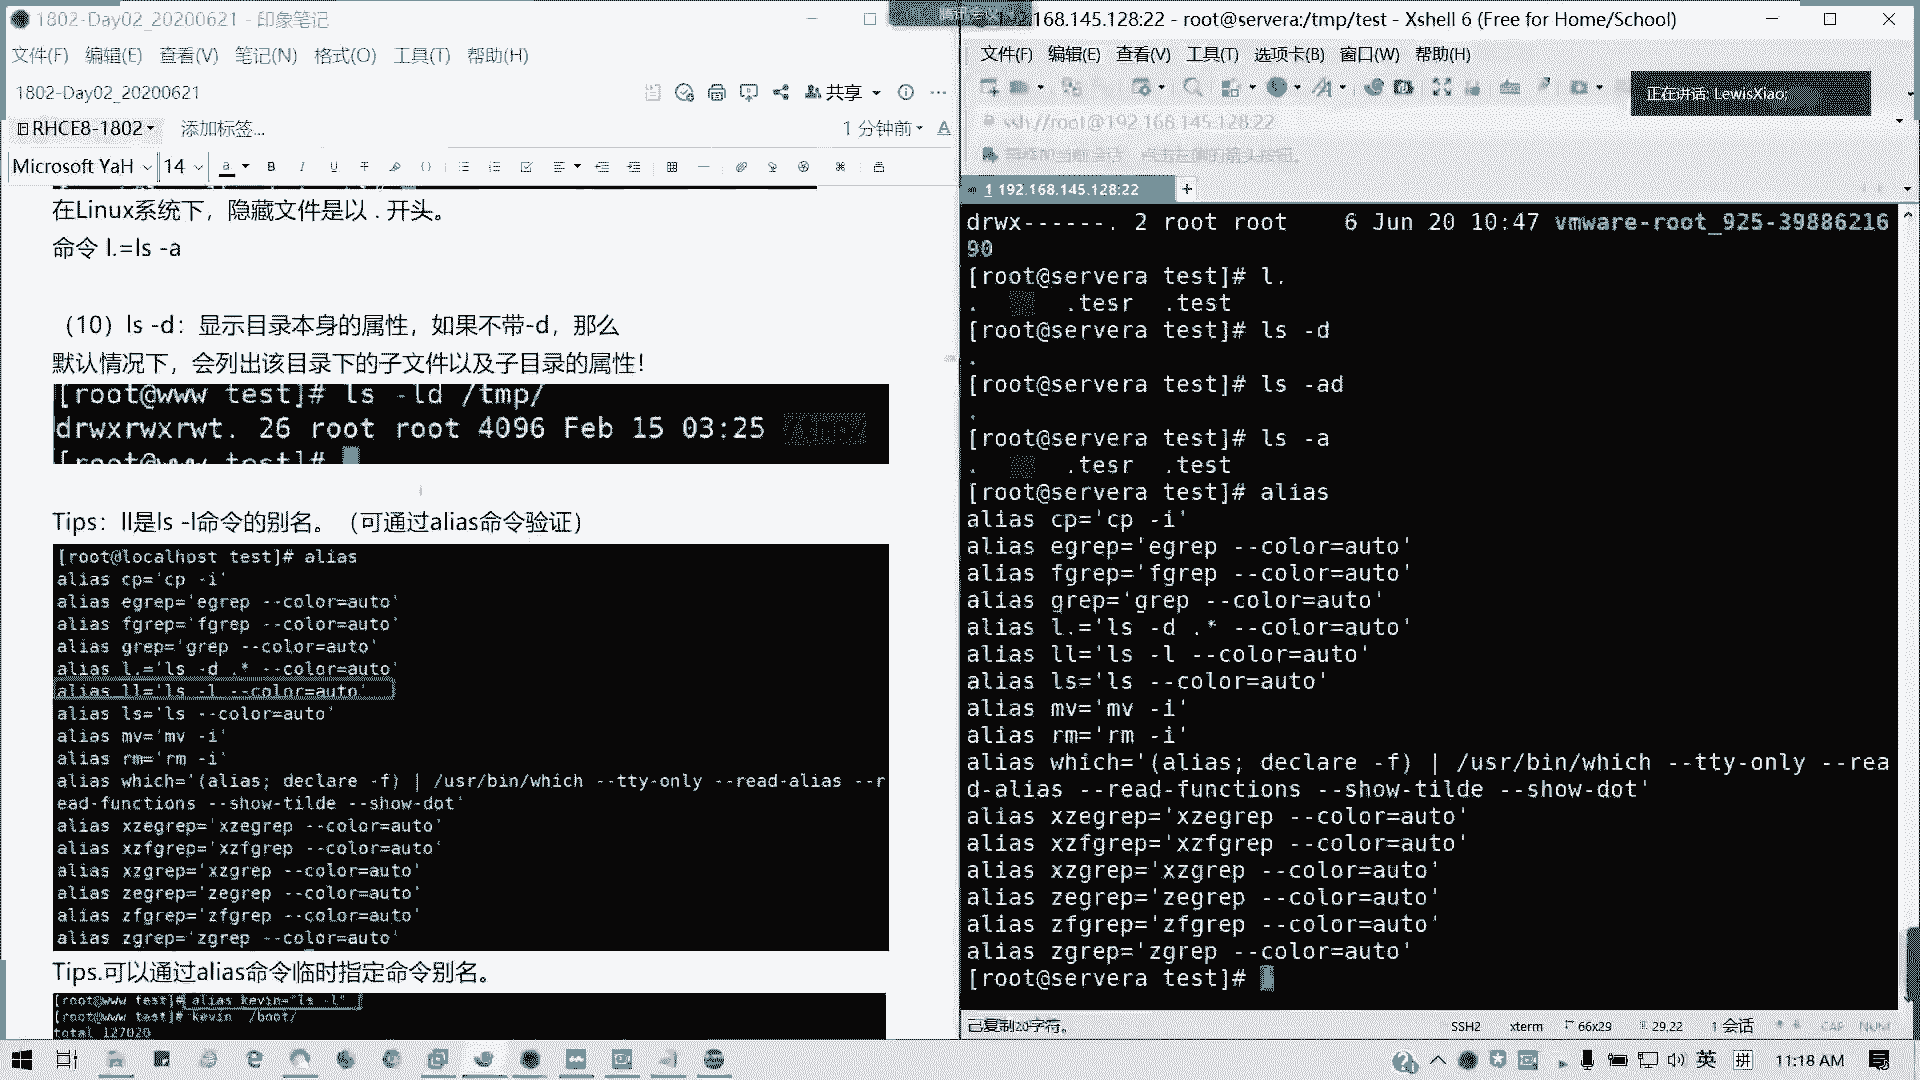 1802-Day02_20200621 - 印象笔记
文件(F) 编辑(E) 查看(V) 笔记(N) 格式(O) 工具(T) 帮助(H)
1802-Day02_20200621
共享
RHCE8-1802
添加标签...
1 分钟前
Microsoft YaH 14
在Linux系统下，隐藏文件是以 . 开头。
命令 l.=ls -a
（10）ls -d：显示目录本身的属性，如果不带-d，那么
默认情况下，会列出该目录下的子文件以及子目录的属性！
[root@www test]# ls -ld /tmp/
drwxrwxrwt. 26 root root 4096 Feb 15 03:25 /tmp/
[root@www test]#
Tips：ll是ls -l命令的别名。（可通过alias命令验证）
[root@localhost test]# alias
alias cp='cp -i'
alias egrep='egrep --color=auto'
alias fgrep='fgrep --color=auto'
alias grep='grep --color=auto'
alias l.='ls -d .* --color=auto'
alias ll='ls -l --color=auto'
alias ls='ls --color=auto'
alias mv='mv -i'
alias rm='rm -i'
alias which='(alias; declare -f) | /usr/bin/which --tty-only --read-alias --r
ead-functions --show-tilde --show-dot'
alias xzegrep='xzegrep --color=auto'
alias xzfgrep='xzfgrep --color=auto'
alias xzgrep='xzgrep --color=auto'
alias zegrep='zegrep --color=auto'
alias zfgrep='zfgrep --color=auto'
alias zgrep='zgrep --color=auto'
Tips.可以通过alias命令临时指定命令别名。
[root@www test]# alias kevin="ls -l"
[root@www test]# kevin /boot/
total 127020
192.168.145.128:22 - root@servera:/tmp/test - Xshell 6 (Free for Home/School)
文件(F) 编辑(E) 查看(V) 工具(T) 选项卡(B) 窗口(W) 帮助(H)
正在讲话: LewisXiao;
ssh://root@192.168.145.128:22
1 192.168.145.128:22
drwx------. 2 root root 6 Jun 20 10:47 vmware-root_925-39886216
90
[root@servera test]# l.
. .tesr .test
[root@servera test]# ls -d
.
[root@servera test]# ls -ad
.
[root@servera test]# ls -a
. .tesr .test
[root@servera test]# alias
alias cp='cp -i'
alias egrep='egrep --color=auto'
alias fgrep='fgrep --color=auto'
alias grep='grep --color=auto'
alias l.='ls -d .* --color=auto'
alias ll='ls -l --color=auto'
alias ls='ls --color=auto'
alias mv='mv -i'
alias rm='rm -i'
alias which='(alias; declare -f) | /usr/bin/which --tty-only --rea
d-alias --read-functions --show-tilde --show-dot'
alias xzegrep='xzegrep --color=auto'
alias xzfgrep='xzfgrep --color=auto'
alias xzgrep='xzgrep --color=auto'
alias zegrep='zegrep --color=auto'
alias zfgrep='zfgrep --color=auto'
alias zgrep='zgrep --color=auto'
[root@servera test]#
已复制20字符。
SSH2 xterm 66x29 29,22 1 会话 CAP NUM
英 拼 11:18 AM